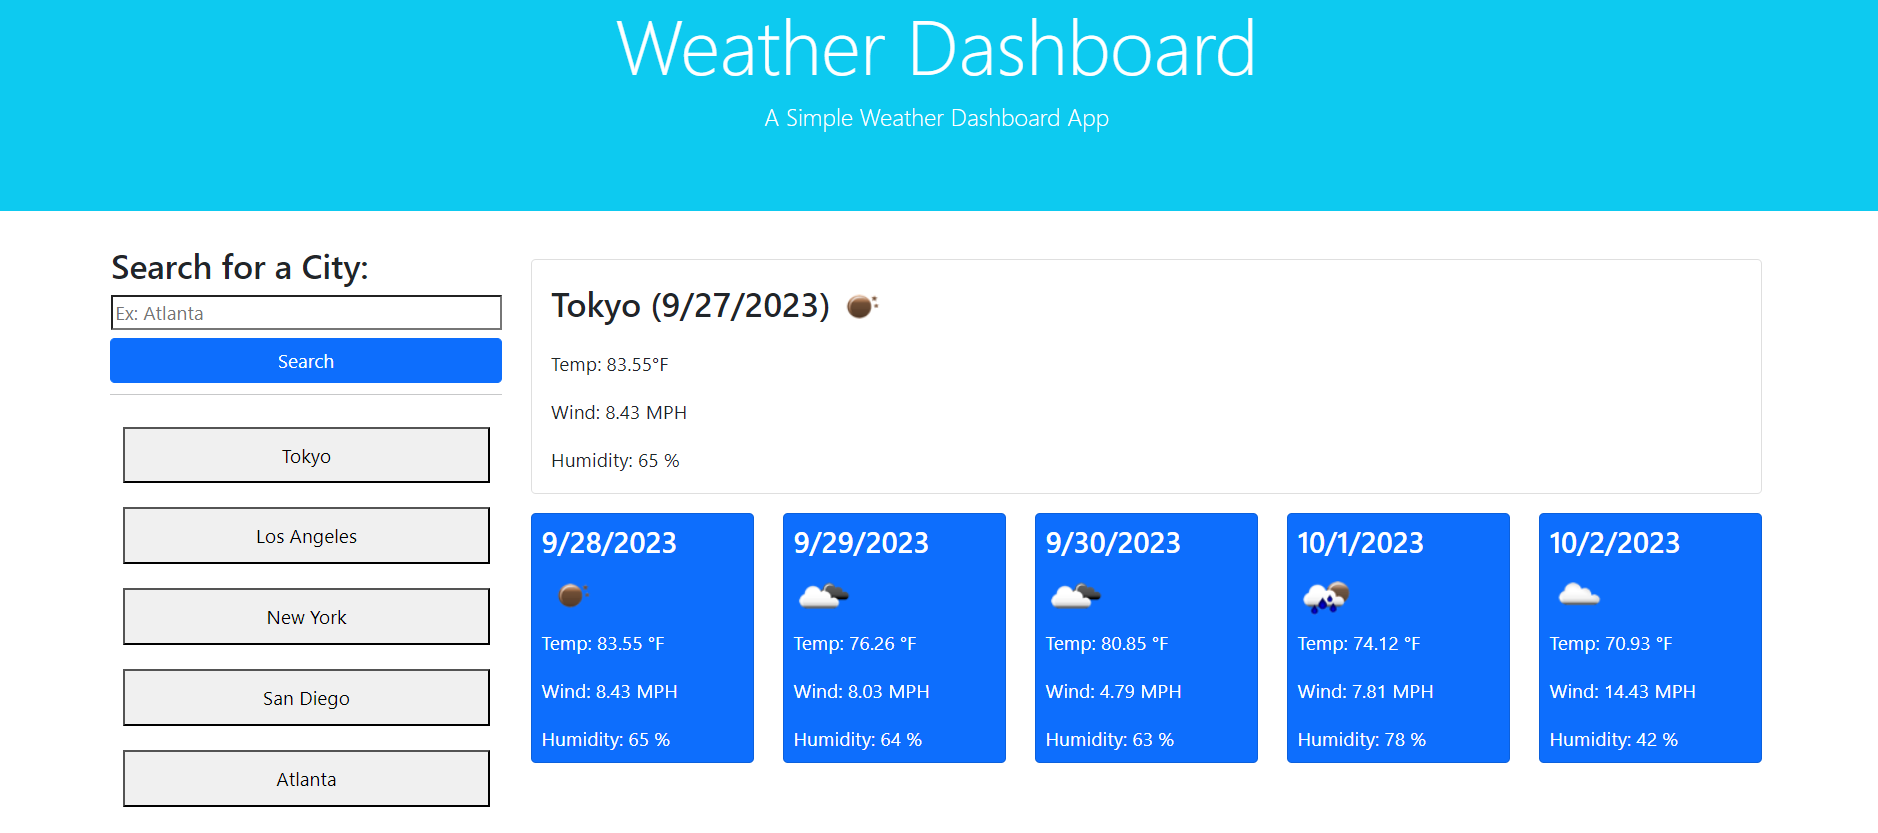 Weather Dashboard
A Simple Weather Dashboard App
Search for a City:
Ex: Atlanta
Search
Tokyo
Los Angeles
New York
San Diego
Atlanta
Tokyo (9/27/2023)
Temp: 83.55°F
Wind: 8.43 MPH
Humidity: 65 %
9/28/2023
Temp: 83.55 °F
Wind: 8.43 MPH
Humidity: 65 %
9/29/2023
Temp: 76.26 °F
Wind: 8.03 MPH
Humidity: 64 %
9/30/2023
Temp: 80.85 °F
Wind: 4.79 MPH
Humidity: 63 %
10/1/2023
Temp: 74.12 °F
Wind: 7.81 MPH
Humidity: 78 %
10/2/2023
Temp: 70.93 °F
Wind: 14.43 MPH
Humidity: 42 %